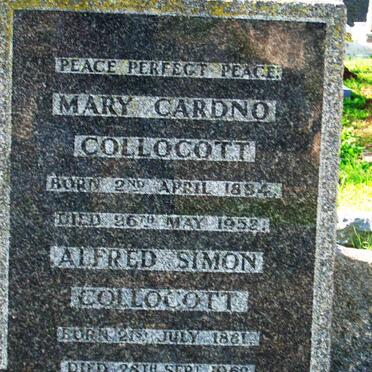 PEACE PERFECT PEACE.
MARY CARDNO
COLLOCOTT
BORN 2ND APRIL 1884.
DIED 26TH MAY 1952.
ALFRED SIMON
COLLOCOTT
BORN JULY 1881.
DIED 28TH SEPT. 1962.